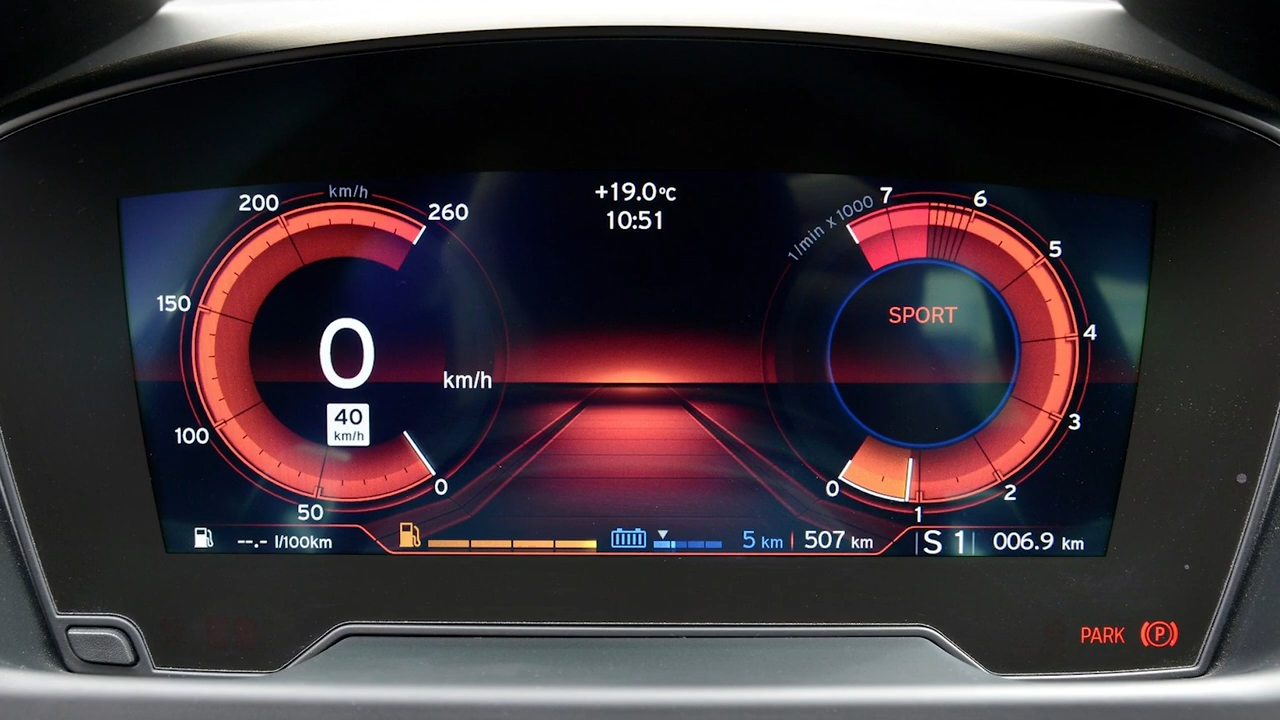 km/h
200
260
150
100
50
0
0
km/h
40
km/h
+19.0°C
10:51
1/min x 1000
7
6
5
4
3
2
1
0
SPORT
--.- l/100km
5 km
507 km
S 1
006.9 km
PARK
P